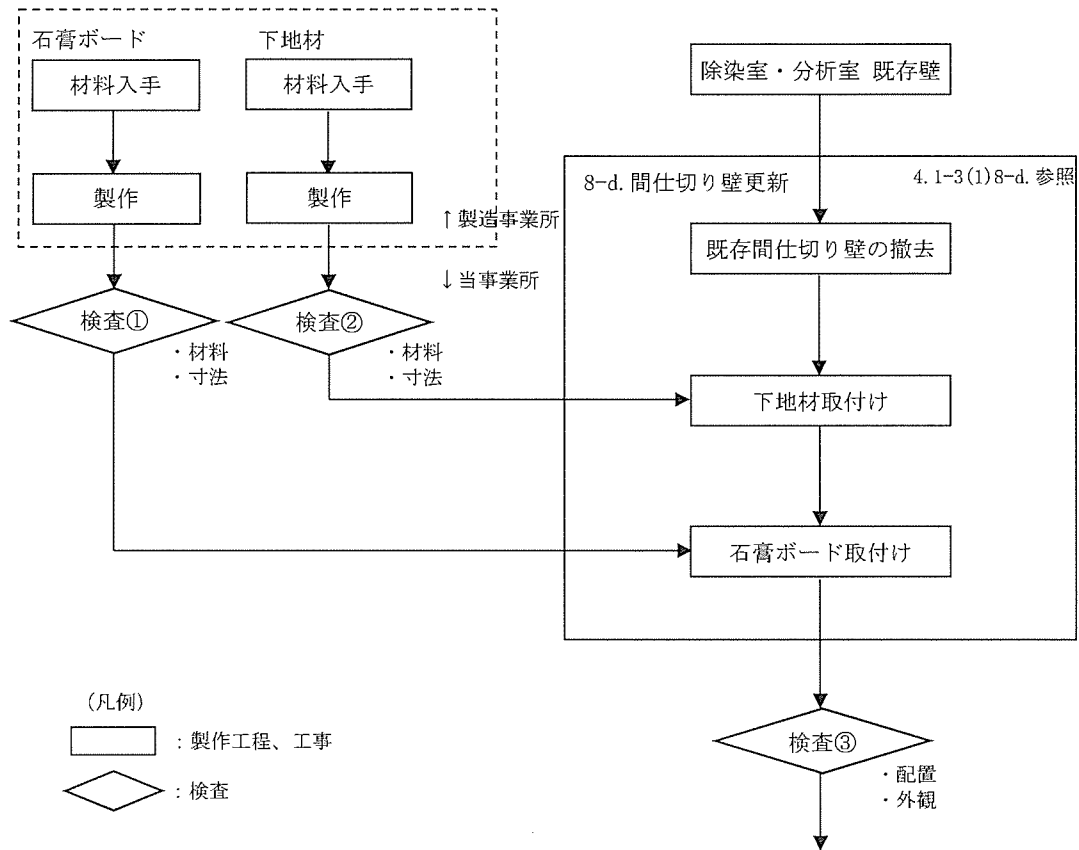 石膏ボード
下地材
材料入手
材料入手
製作
製作
↑製造事業所
↓当事業所
検査①
・材料
・寸法
検査②
・材料
・寸法
除染室・分析室 既存壁
8-d. 間仕切り壁更新
4.1-3(1)8-d. 参照
既存間仕切り壁の撤去
下地材取付け
石膏ボード取付け
検査③
・配置
・外観
(凡例)
：製作工程、工事
：検査